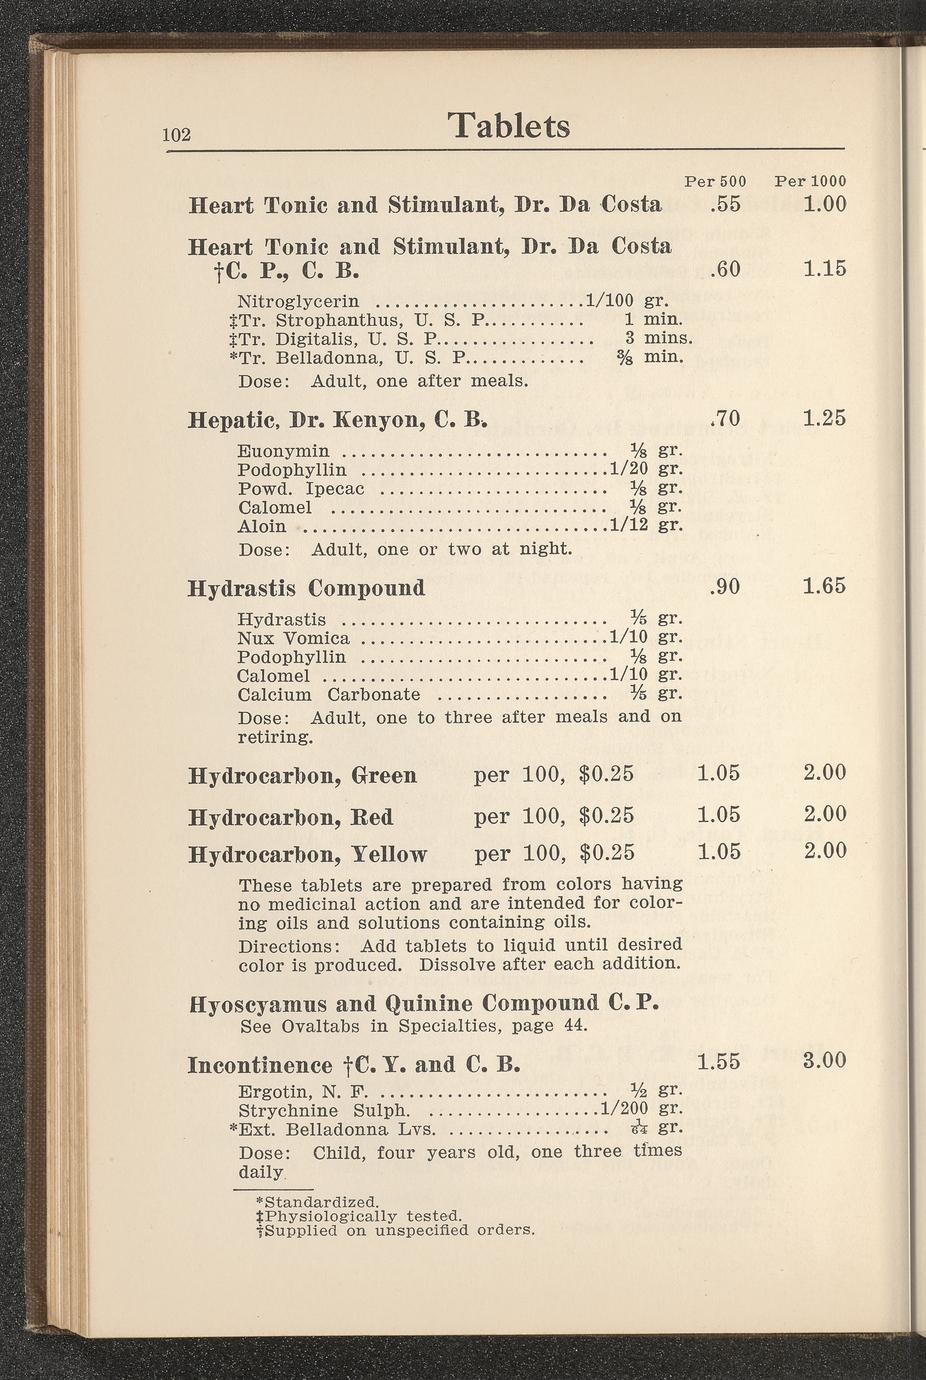 102
Tablets
Per 500 Per 1000
Heart Tonic and Stimulant, Dr. Da Costa .55 1.00
Heart Tonic and Stimulant, Dr. Da Costa
†C. P., C. B. .60 1.15
Nitroglycerin ......................1/100 gr.
‡Tr. Strophanthus, U. S. P........... 1 min.
‡Tr. Digitalis, U. S. P................ 3 mins.
*Tr. Belladonna, U. S. P............. ⅜ min.
Dose: Adult, one after meals.
Hepatic, Dr. Kenyon, C. B. .70 1.25
Euonymin ............................ ⅛ gr.
Podophyllin ..........................1/20 gr.
Powd. Ipecac ........................ ⅛ gr.
Calomel ............................. ⅛ gr.
Aloin ................................1/12 gr.
Dose: Adult, one or two at night.
Hydrastis Compound .90 1.65
Hydrastis ............................ ⅕ gr.
Nux Vomica ..........................1/10 gr.
Podophyllin .......................... ⅛ gr.
Calomel ..............................1/10 gr.
Calcium Carbonate .................. ⅕ gr.
Dose: Adult, one to three after meals and on
retiring.
Hydrocarbon, Green per 100, $0.25 1.05 2.00
Hydrocarbon, Red per 100, $0.25 1.05 2.00
Hydrocarbon, Yellow per 100, $0.25 1.05 2.00
These tablets are prepared from colors having
no medicinal action and are intended for color-
ing oils and solutions containing oils.
Directions: Add tablets to liquid until desired
color is produced. Dissolve after each addition.
Hyoscyamus and Quinine Compound C. P.
See Ovaltabs in Specialties, page 44.
Incontinence †C. Y. and C. B. 1.55 3.00
Ergotin, N. F. ........................ ½ gr.
Strychnine Sulph. ..................1/200 gr.
*Ext. Belladonna Lvs. ................. 1/64 gr.
Dose: Child, four years old, one three times
daily.
*Standardized.
‡Physiologically tested.
†Supplied on unspecified orders.